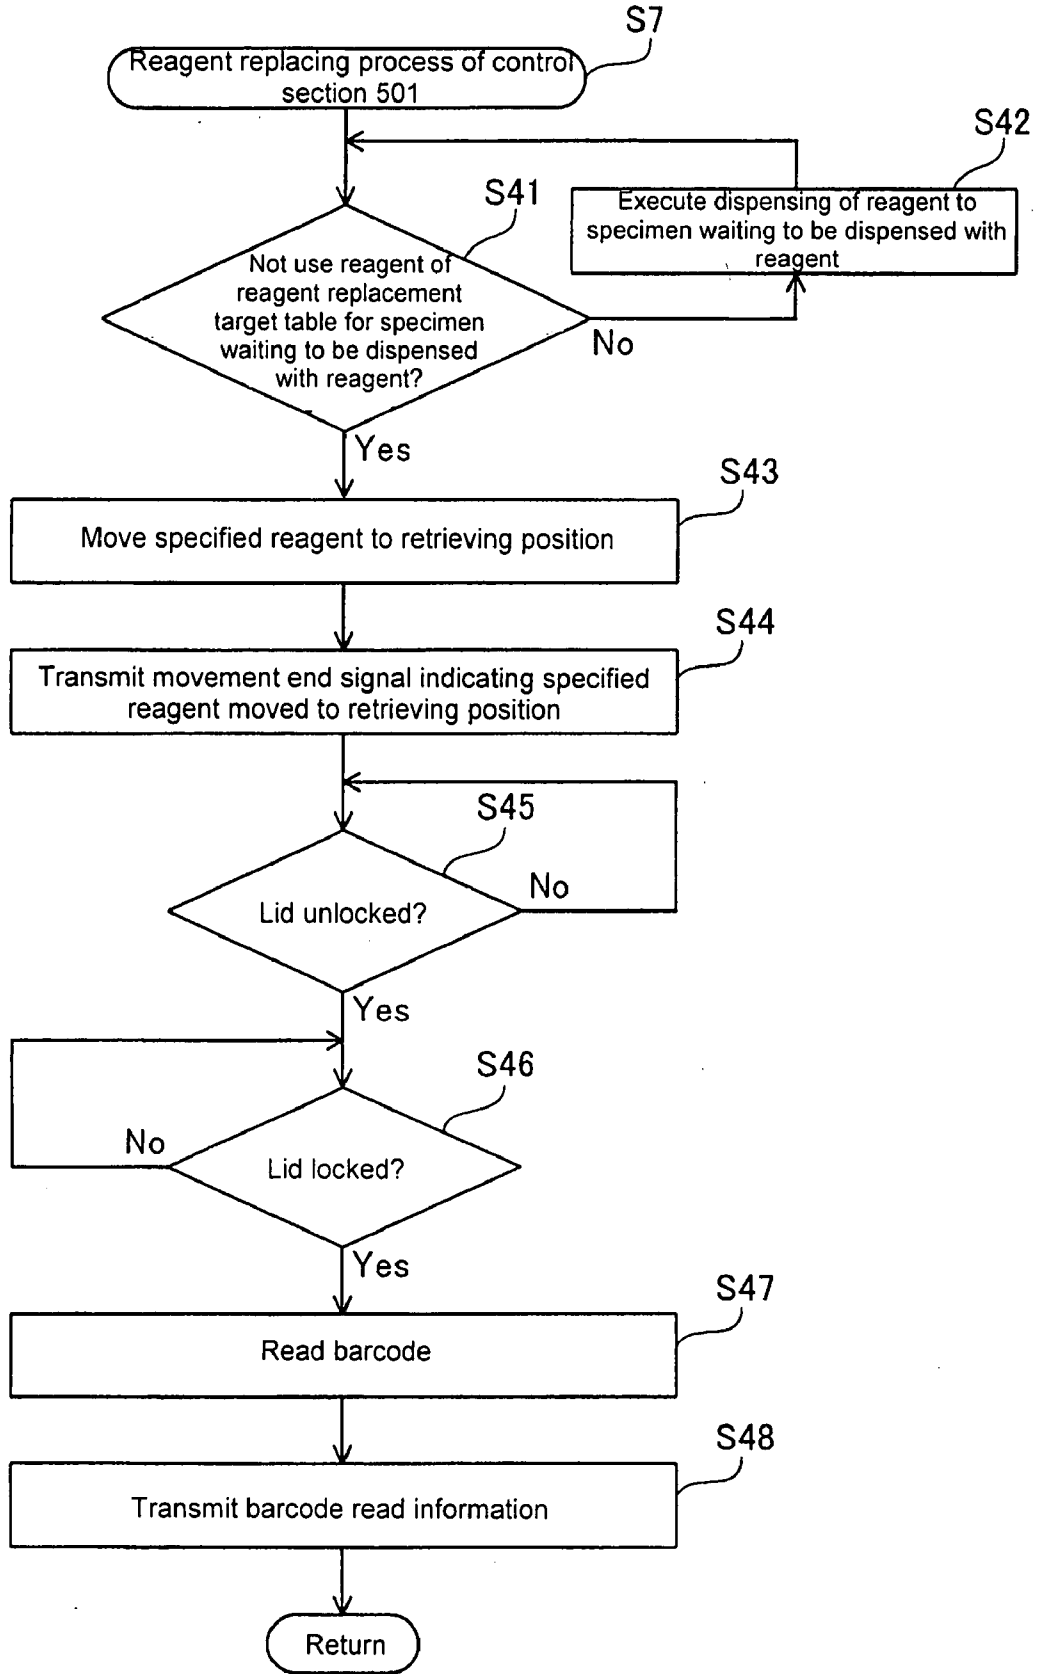 S7
Reagent replacing process of control
section 501
S42
Execute dispensing of reagent to
specimen waiting to be dispensed with
reagent
S41
Not use reagent of
reagent replacement
target table for specimen
waiting to be dispensed
with reagent?
No
Yes
S43
Move specified reagent to retrieving position
S44
Transmit movement end signal indicating specified
reagent moved to retrieving position
S45
Lid unlocked?
No
Yes
S46
Lid locked?
No
Yes
S47
Read barcode
S48
Transmit barcode read information
Return